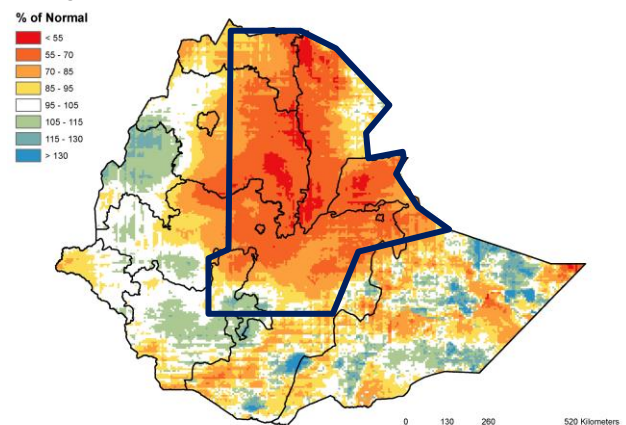 % of Normal
< 55
55 - 70
70 - 85
85 - 95
95 - 105
105 - 115
115 - 130
> 130
0 130 260 520 Kilometers